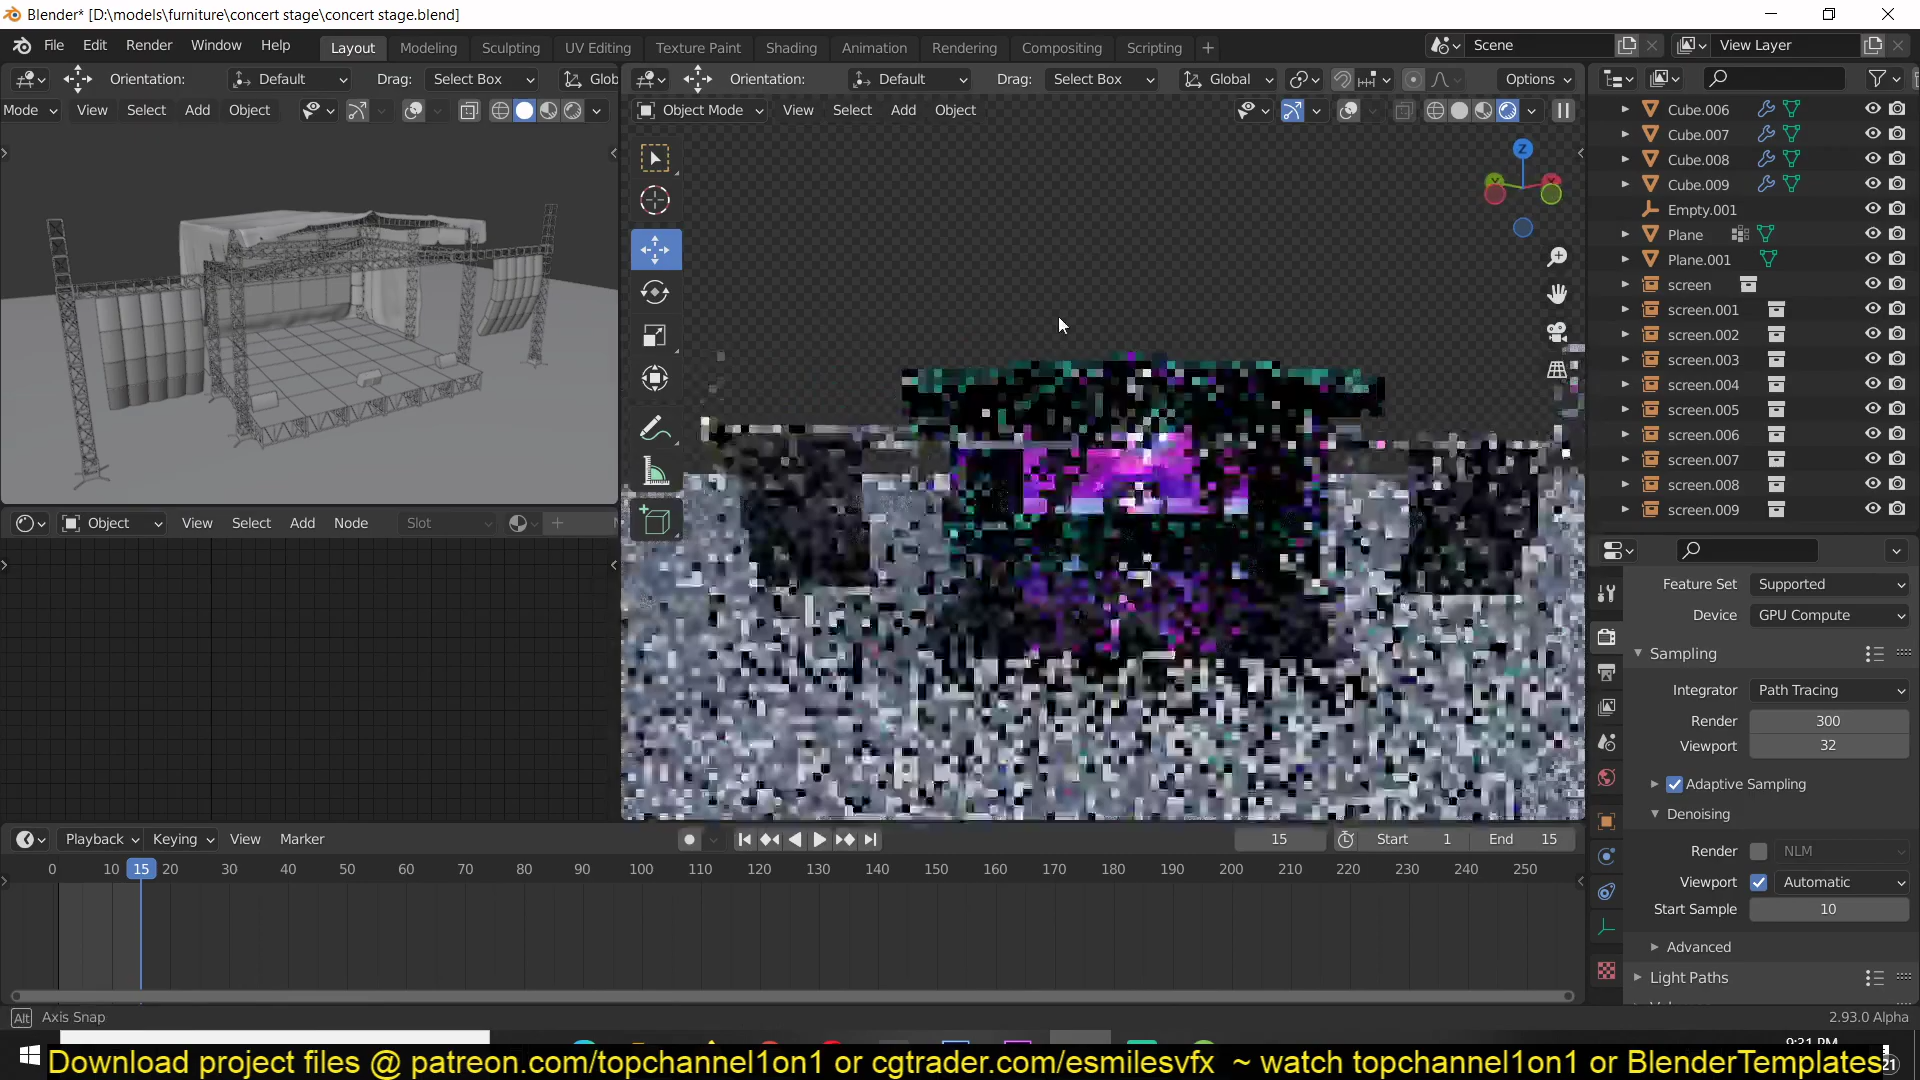 Blender* [D:\models\furniture\concert stage\concert stage.blend]
File Edit Render Window Help Layout Modeling Sculpting UV Editing Texture Paint Shading Animation Rendering Compositing Scripting + Scene View Layer
Orientation: Default Drag: Select Box Glob Orientation: Default Drag: Select Box Global Options
Mode View Select Add Object Object Mode View Select Add Object
Z
Cube.006
Cube.007
Cube.008
Cube.009
Empty.001
Plane
Plane.001
screen
screen.001
screen.002
screen.003
screen.004
screen.005
screen.006
screen.007
screen.008
screen.009
Object View Select Add Node Slot
Feature Set Supported
Device GPU Compute
Sampling
Integrator Path Tracing
Render 300
Viewport 32
Adaptive Sampling
Denoising
Render NLM
Viewport Automatic
Start Sample 10
Advanced
Light Paths
Playback Keying View Marker 15 Start 1 End 15
0 10 15 20 30 40 50 60 70 80 90 100 110 120 130 140 150 160 170 180 190 200 210 220 230 240 250
Alt Axis Snap 2.93.0 Alpha
9:31 PM
Download project files @ patreon.com/topchannel1on1 or cgtrader.com/esmilesvfx ~ watch topchannel1on1 or BlenderTemplates
21